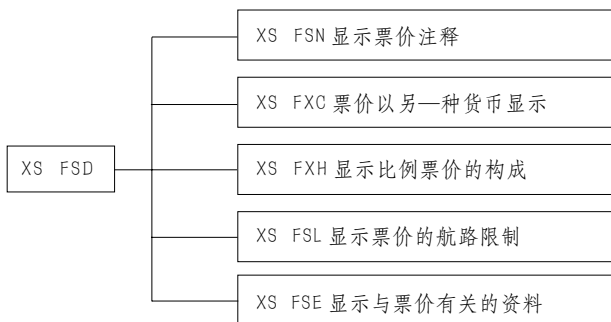 XS FSN 显示票价注释
XS FXC 票价以另一种货币显示
XS FSD
XS FXH 显示比例票价的构成
XS FSL 显示票价的航路限制
XS FSE 显示与票价有关的资料